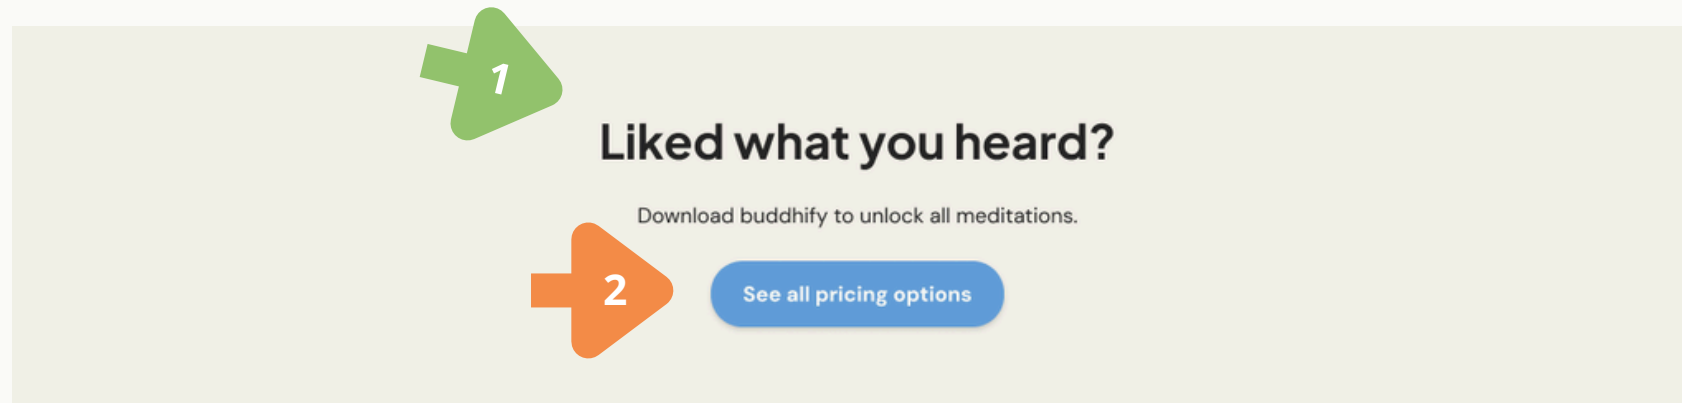 1
Liked what you heard?
Download buddhify to unlock all meditations.
2
See all pricing options